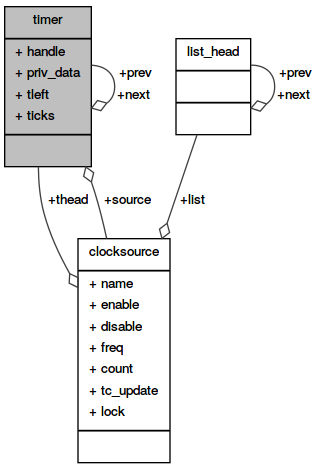 timer
+ handle
+ priv_data
+ tleft
+ ticks
+prev
+next
list_head
+prev
+next
+thead
+source
+list
clocksource
+ name
+ enable
+ disable
+ freq
+ count
+ tc_update
+ lock